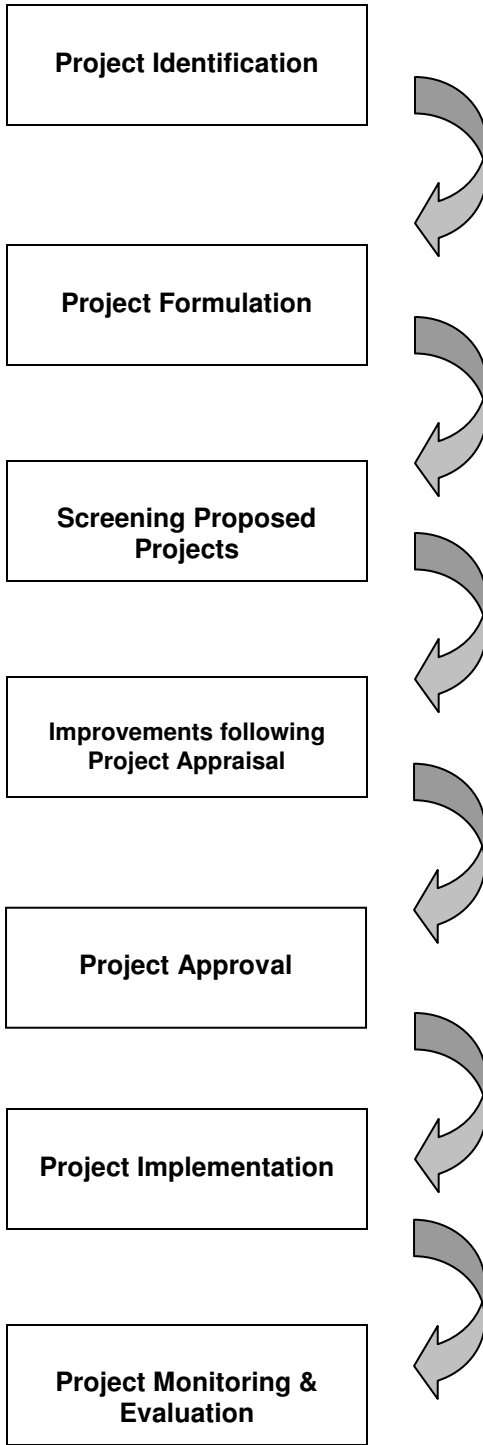 Project Identification
Project Formulation
Screening Proposed
Projects
Improvements following
Project Appraisal
Project Approval
Project Implementation
Project Monitoring &
Evaluation